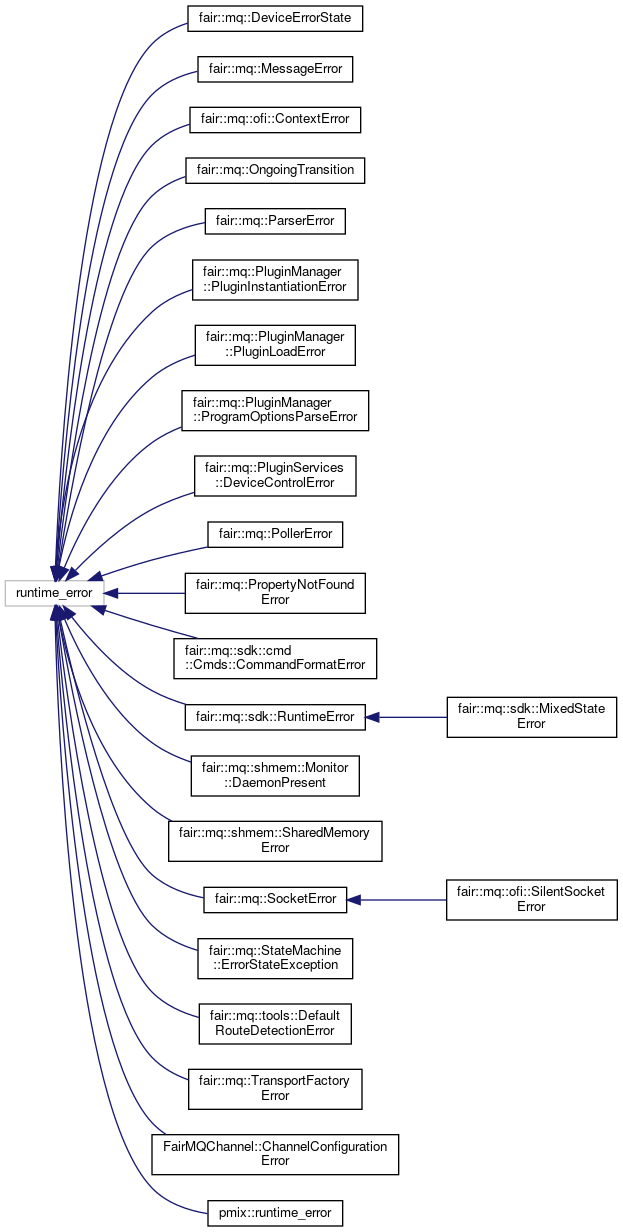 fair::mq::DeviceErrorState
fair::mq::MessageError
fair::mq::ofi::ContextError
fair::mq::OngoingTransition
fair::mq::ParserError
fair::mq::PluginManager
::PluginInstantiationError
fair::mq::PluginManager
::PluginLoadError
fair::mq::PluginManager
::ProgramOptionsParseError
fair::mq::PluginServices
::DeviceControlError
fair::mq::PollerError
runtime_error
fair::mq::PropertyNotFound
Error
fair::mq::sdk::cmd
::Cmds::CommandFormatError
fair::mq::sdk::RuntimeError
fair::mq::sdk::MixedState
Error
fair::mq::shmem::Monitor
::DaemonPresent
fair::mq::shmem::SharedMemory
Error
fair::mq::SocketError
fair::mq::ofi::SilentSocket
Error
fair::mq::StateMachine
::ErrorStateException
fair::mq::tools::Default
RouteDetectionError
fair::mq::TransportFactory
Error
FairMQChannel::ChannelConfiguration
Error
pmix::runtime_error